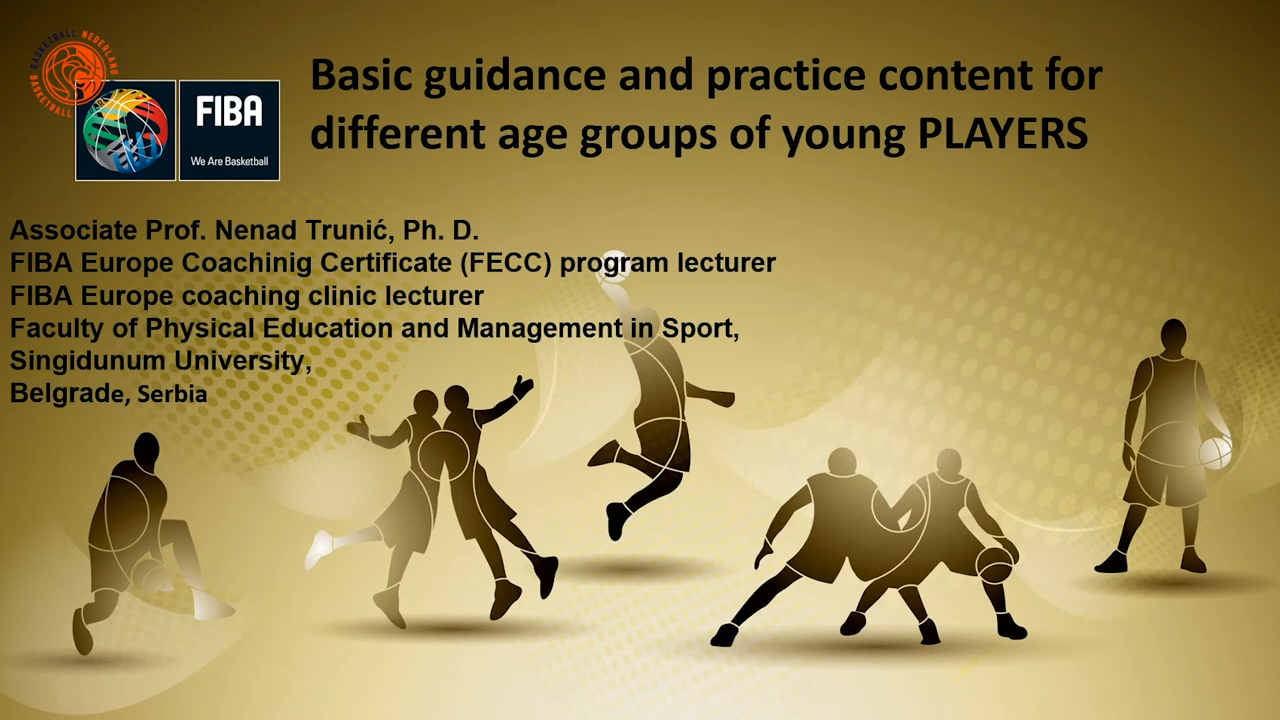 BASKETBALL NEDERLAND
BASKETBALL
FIBA
We Are Basketball
Basic guidance and practice content for
different age groups of young PLAYERS
Associate Prof. Nenad Trunić, Ph. D.
FIBA Europe Coachinig Certificate (FECC) program lecturer
FIBA Europe coaching clinic lecturer
Faculty of Physical Education and Management in Sport,
Singidunum University,
Belgrade, Serbia